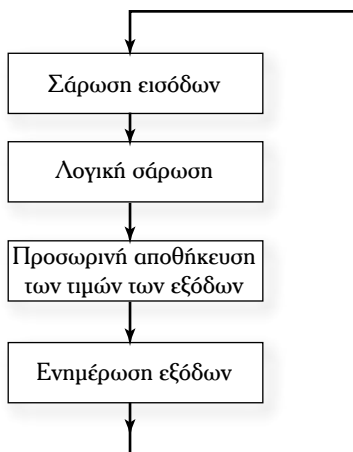 Σάρωση εισόδων
Λογική σάρωση
Προσωρινή αποθήκευση
των τιμών των εξόδων
Ενημέρωση εξόδων